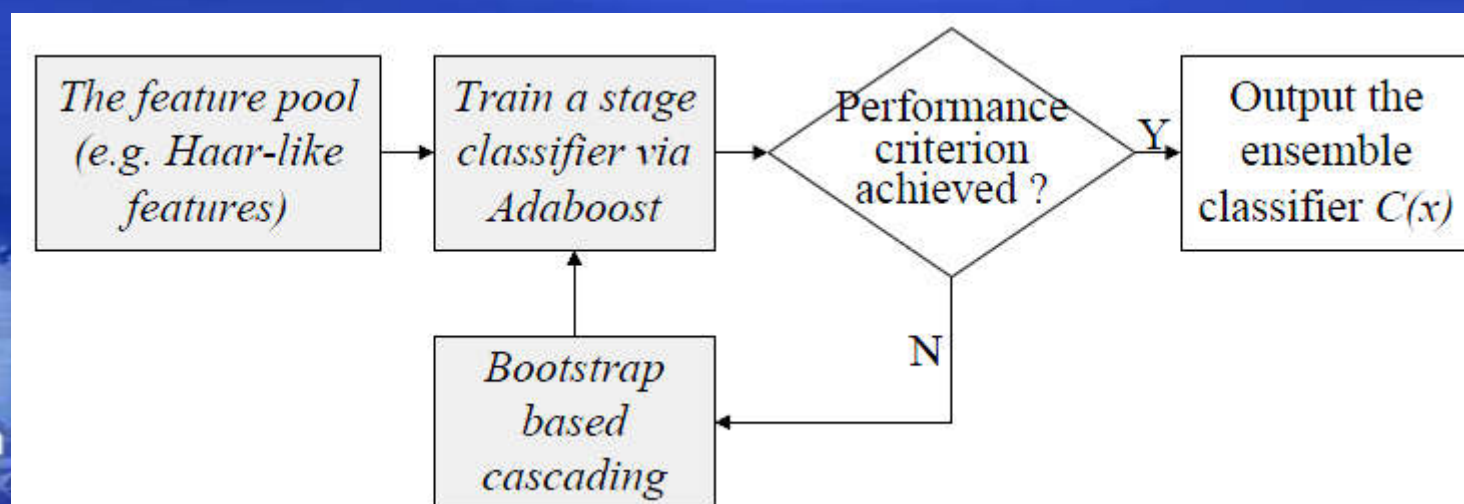 The feature pool
(e.g. Haar-like
features)
Train a stage
classifier via
Adaboost
Performance
criterion
achieved ?
Y
Output the
ensemble
classifier C(x)
N
Bootstrap
based
cascading